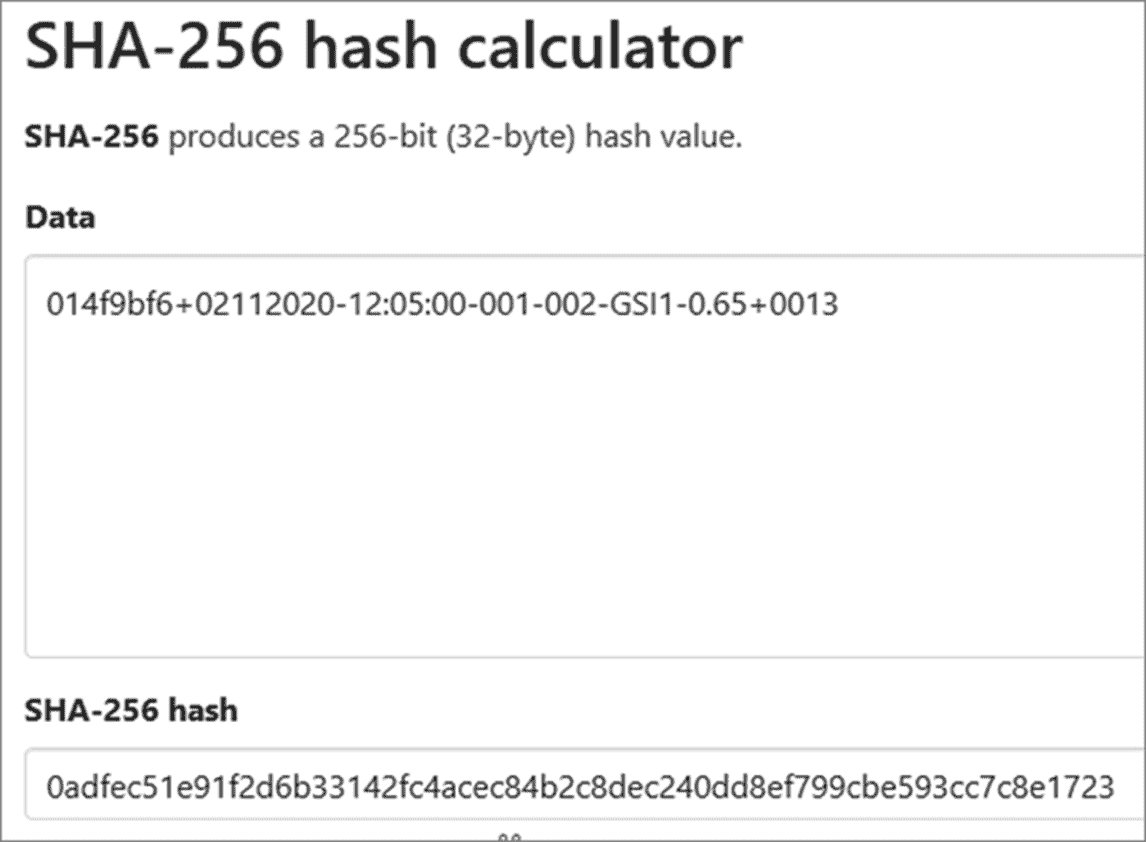 SHA-256 hash calculator
SHA-256 produces a 256-bit (32-byte) hash value.
Data
014f9bf6+02112020-12:05:00-001-002-GSI1-0.65+0013
SHA-256 hash
0adfec51e91f2d6b33142fc4acec84b2c8dec240dd8ef799cbe593cc7c8e1723